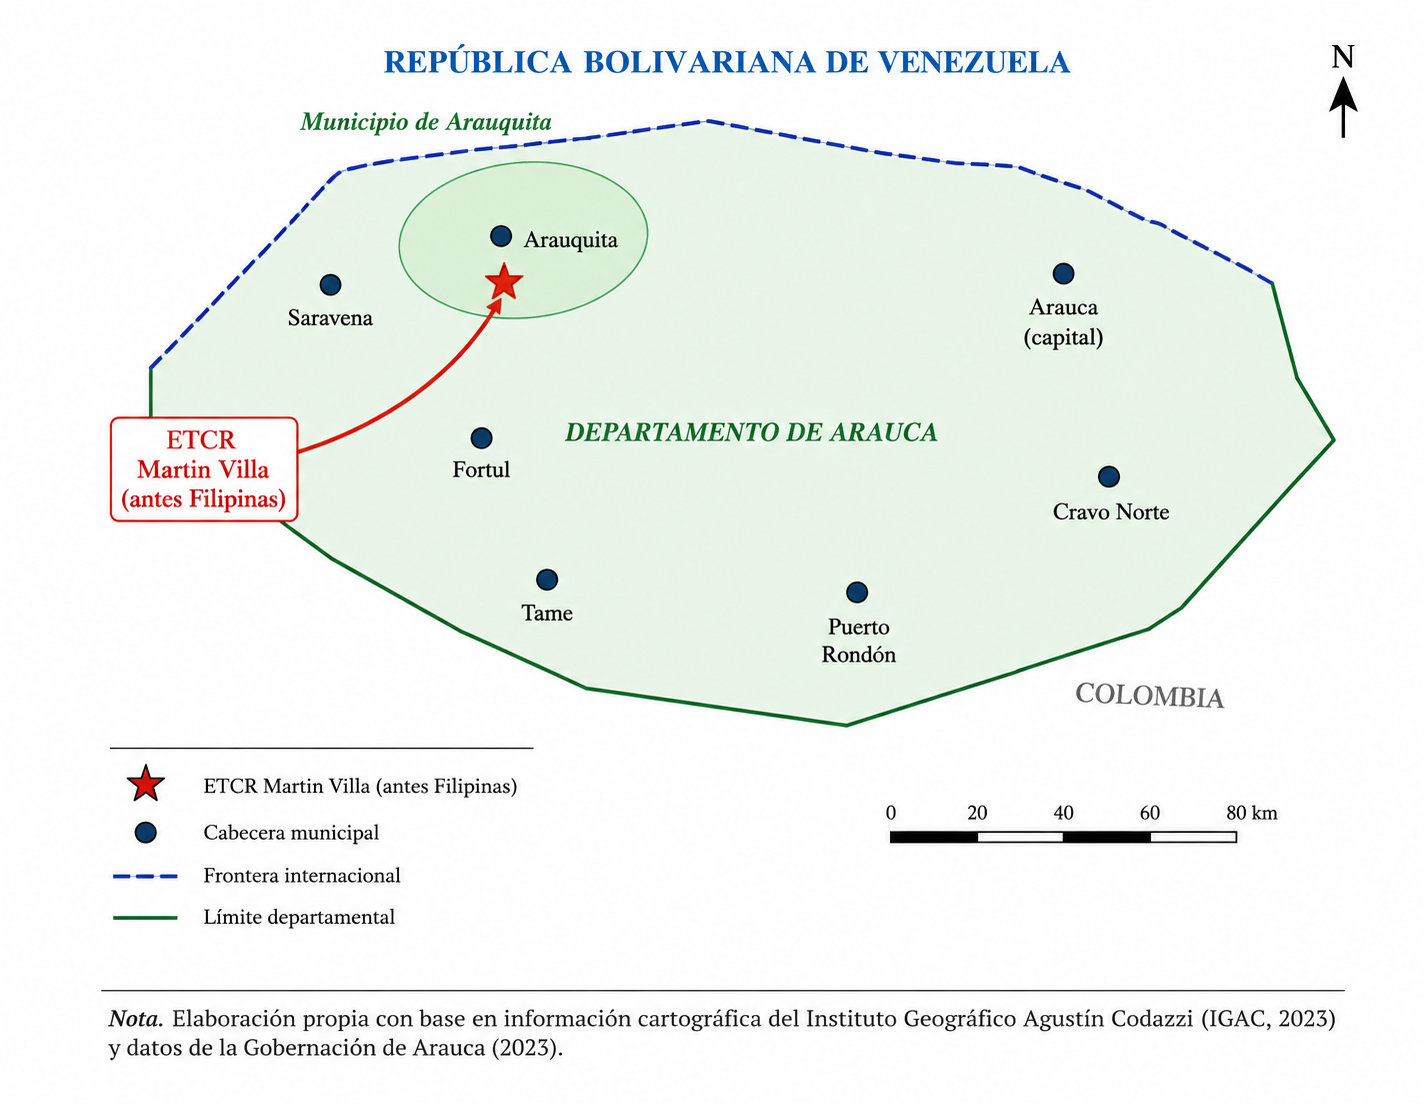 REPÚBLICA BOLIVARIANA DE VENEZUELA
N
Municipio de Arauquita
Arauquita
Saravena
Arauca
(capital)
ETCR
Martin Villa
(antes Filipinas)
DEPARTAMENTO DE ARAUCA
Fortul
Cravo Norte
Tame
Puerto
Rondón
COLOMBIA
ETCR Martin Villa (antes Filipinas)
Cabecera municipal
Frontera internacional
Límite departamental
0 20 40 60 80 km
Nota. Elaboración propia con base en información cartográfica del Instituto Geográfico Agustín Codazzi (IGAC, 2023)
y datos de la Gobernación de Arauca (2023).